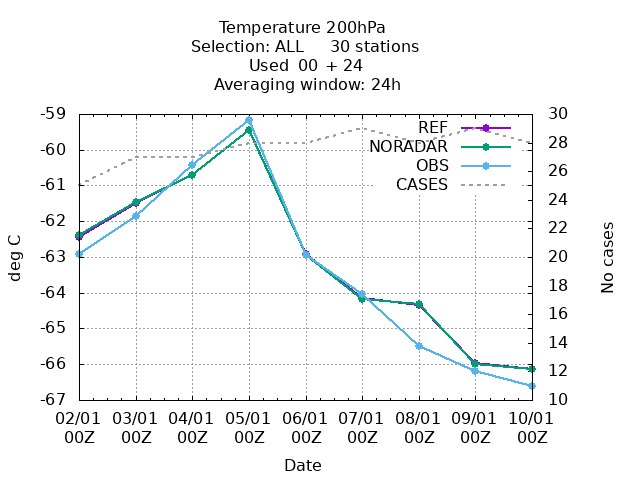 Temperature 200hPa
Selection: ALL 30 stations
Used 00 + 24
Averaging window: 24h
-59 30
REF
-60 28
NORADAR
OBS
-61 26
CASES
24
-62 22
deg C
-63 20
No cases
-64 18
16
-65 14
-66 12
-67 10
02/01 03/01 04/01 05/01 06/01 07/01 08/01 09/01 10/01
00Z 00Z 00Z 00Z 00Z 00Z 00Z 00Z 00Z
Date